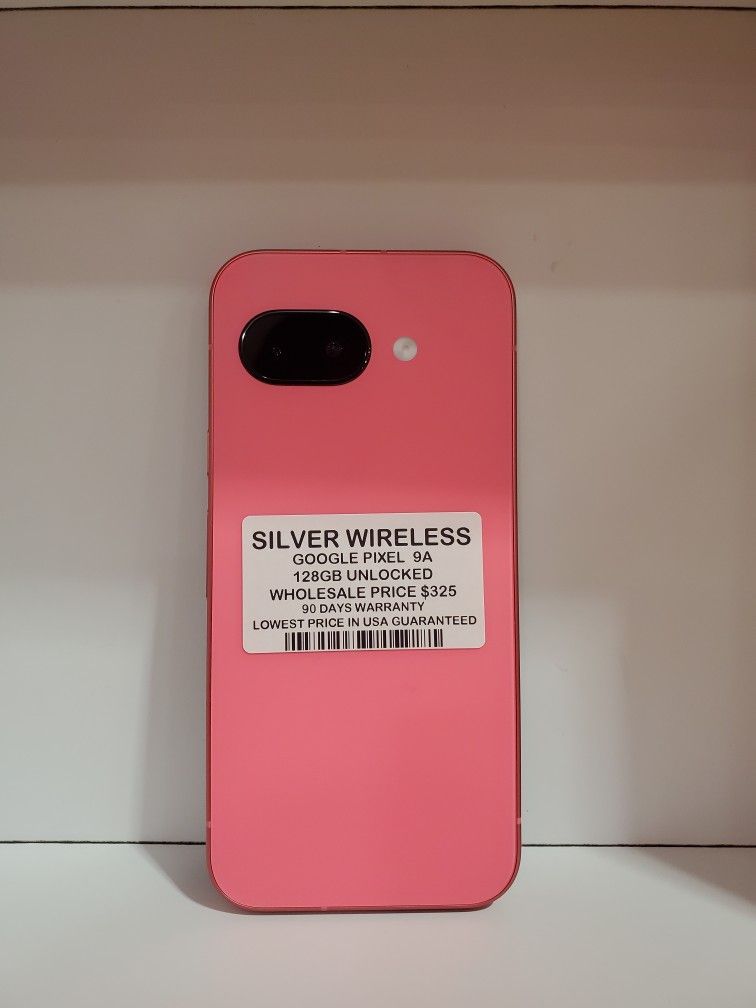 SILVER WIRELESS
GOOGLE PIXEL 9A
128GB UNLOCKED
WHOLESALE PRICE $325
90 DAYS WARRANTY
LOWEST PRICE IN USA GUARANTEED